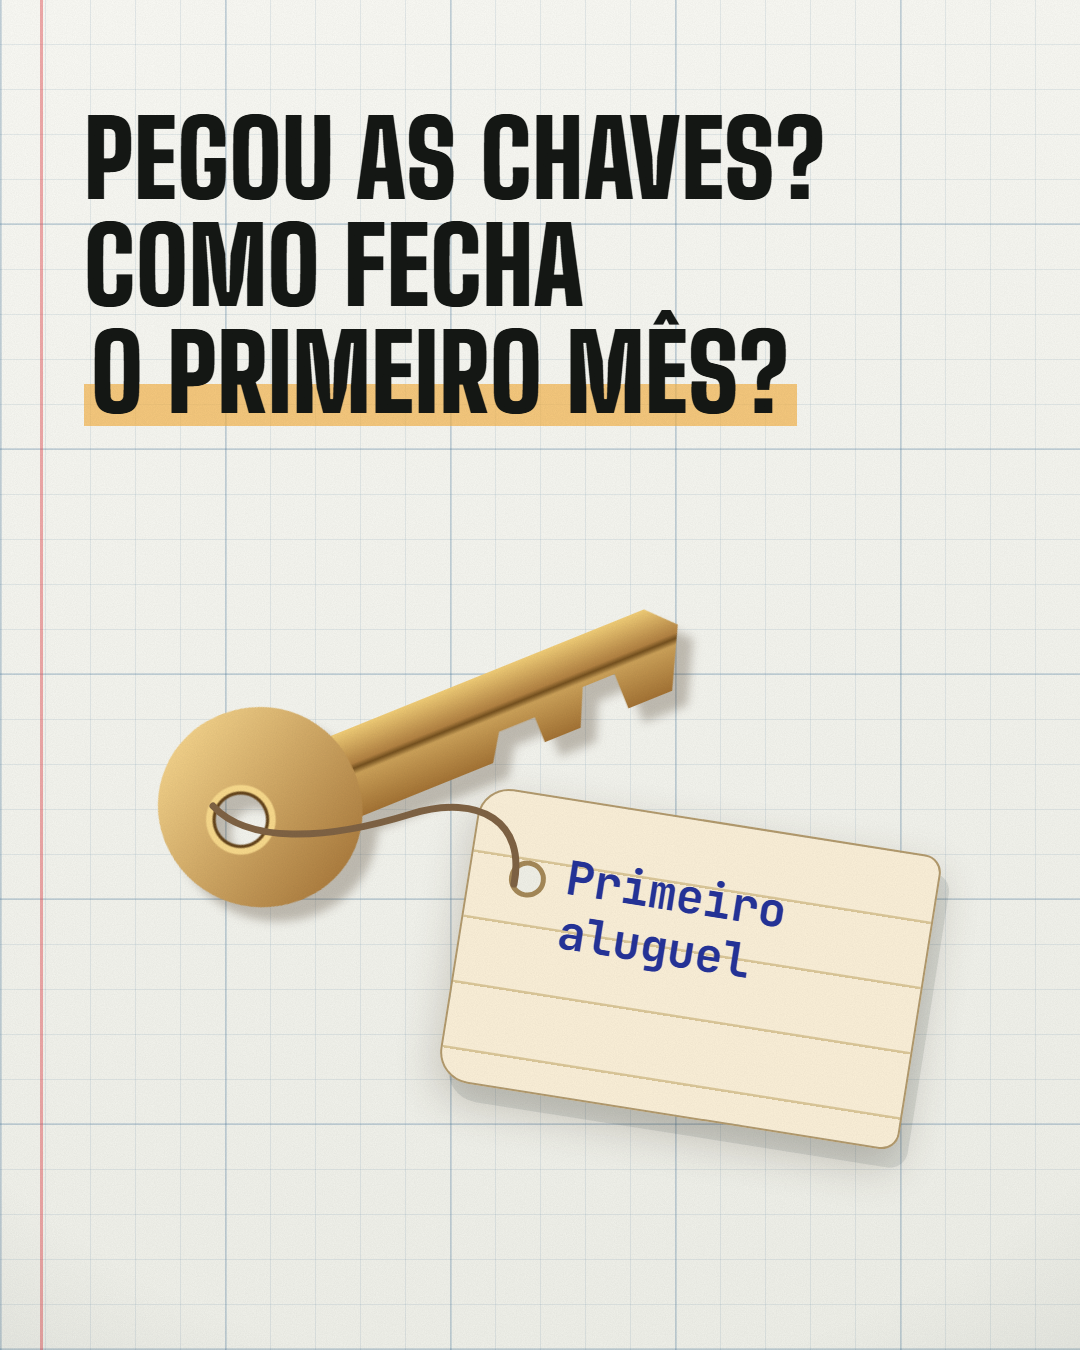 PEGOU AS CHAVES?
COMO FECHA
O PRIMEIRO MÊS?
Primeiro
aluguel